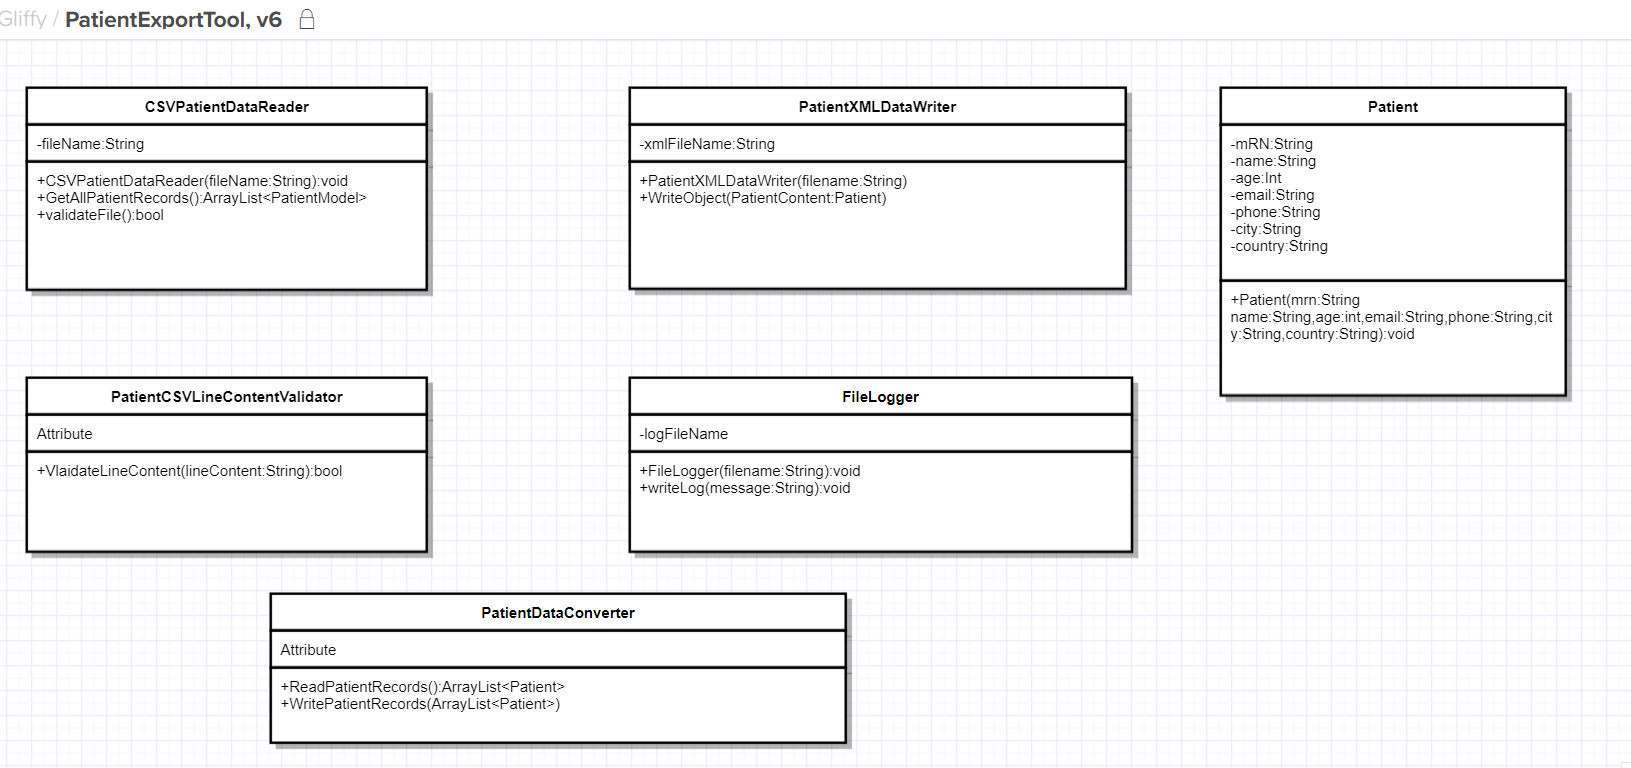 Gliffy / PatientExportTool, v6
CSVPatientDataReader
-fileName:String
+CSVPatientDataReader(fileName:String):void
+GetAllPatientRecords():ArrayList<PatientModel>
+validateFile():bool
PatientXMLDataWriter
-xmlFileName:String
+PatientXMLDataWriter(filename:String)
+WriteObject(PatientContent:Patient)
Patient
-mRN:String
-name:String
-age:Int
-email:String
-phone:String
-city:String
-country:String
+Patient(mrn:String
name:String,age:int,email:String,phone:String,cit
y:String,country:String):void
PatientCSVLineContentValidator
Attribute
+VlaidateLineContent(lineContent:String):bool
FileLogger
-logFileName
+FileLogger(filename:String):void
+writeLog(message:String):void
PatientDataConverter
Attribute
+ReadPatientRecords():ArrayList<Patient>
+WritePatientRecords(ArrayList<Patient>)